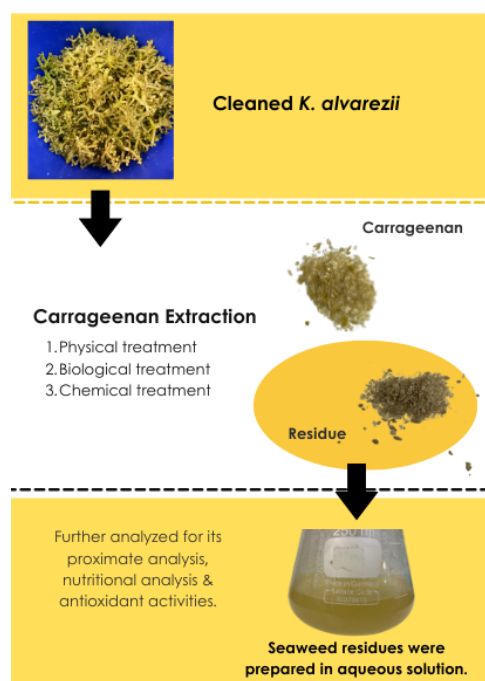 Cleaned K. alvarezii
Carrageenan
Carrageenan Extraction
1. Physical treatment
2. Biological treatment
3. Chemical treatment
Residue
Further analyzed for its
proximate analysis,
nutritional analysis &
antioxidant activities.
Seaweed residues were
prepared in aqueous solution.